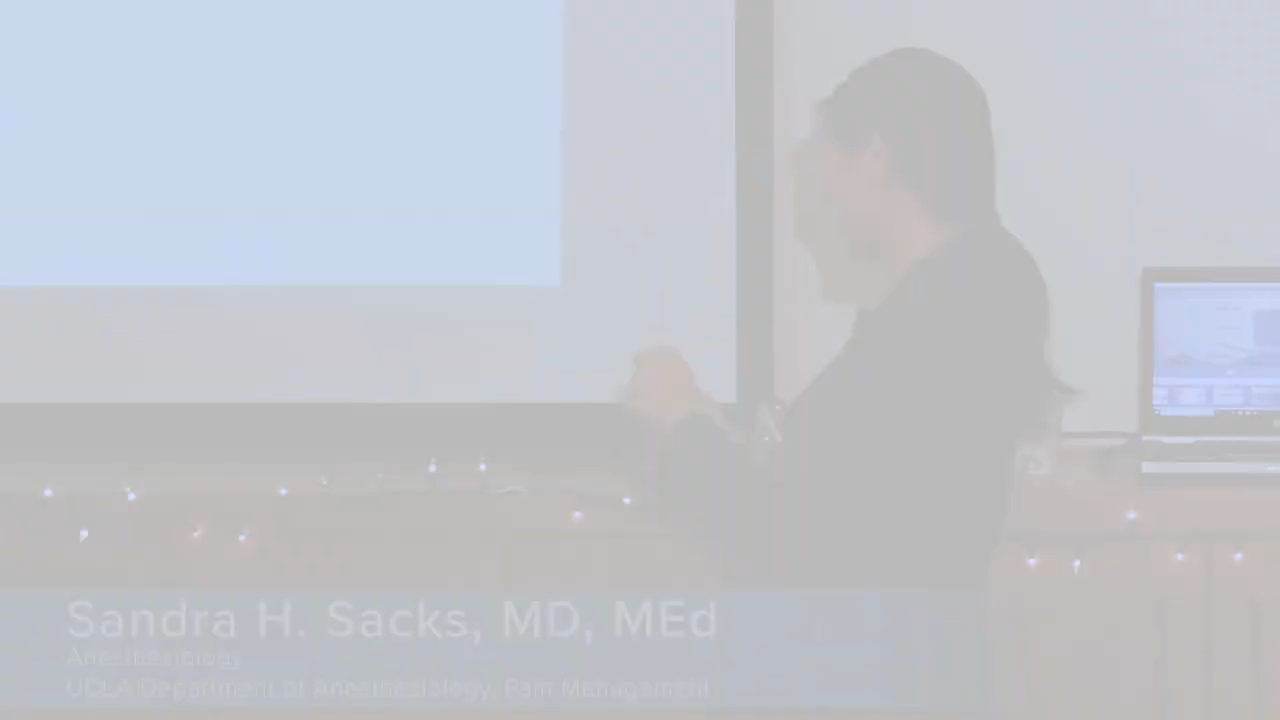 Sandra H. Sacks, MD, MEd
Anesthesiology
UCLA Department of Anesthesiology, Pain Management